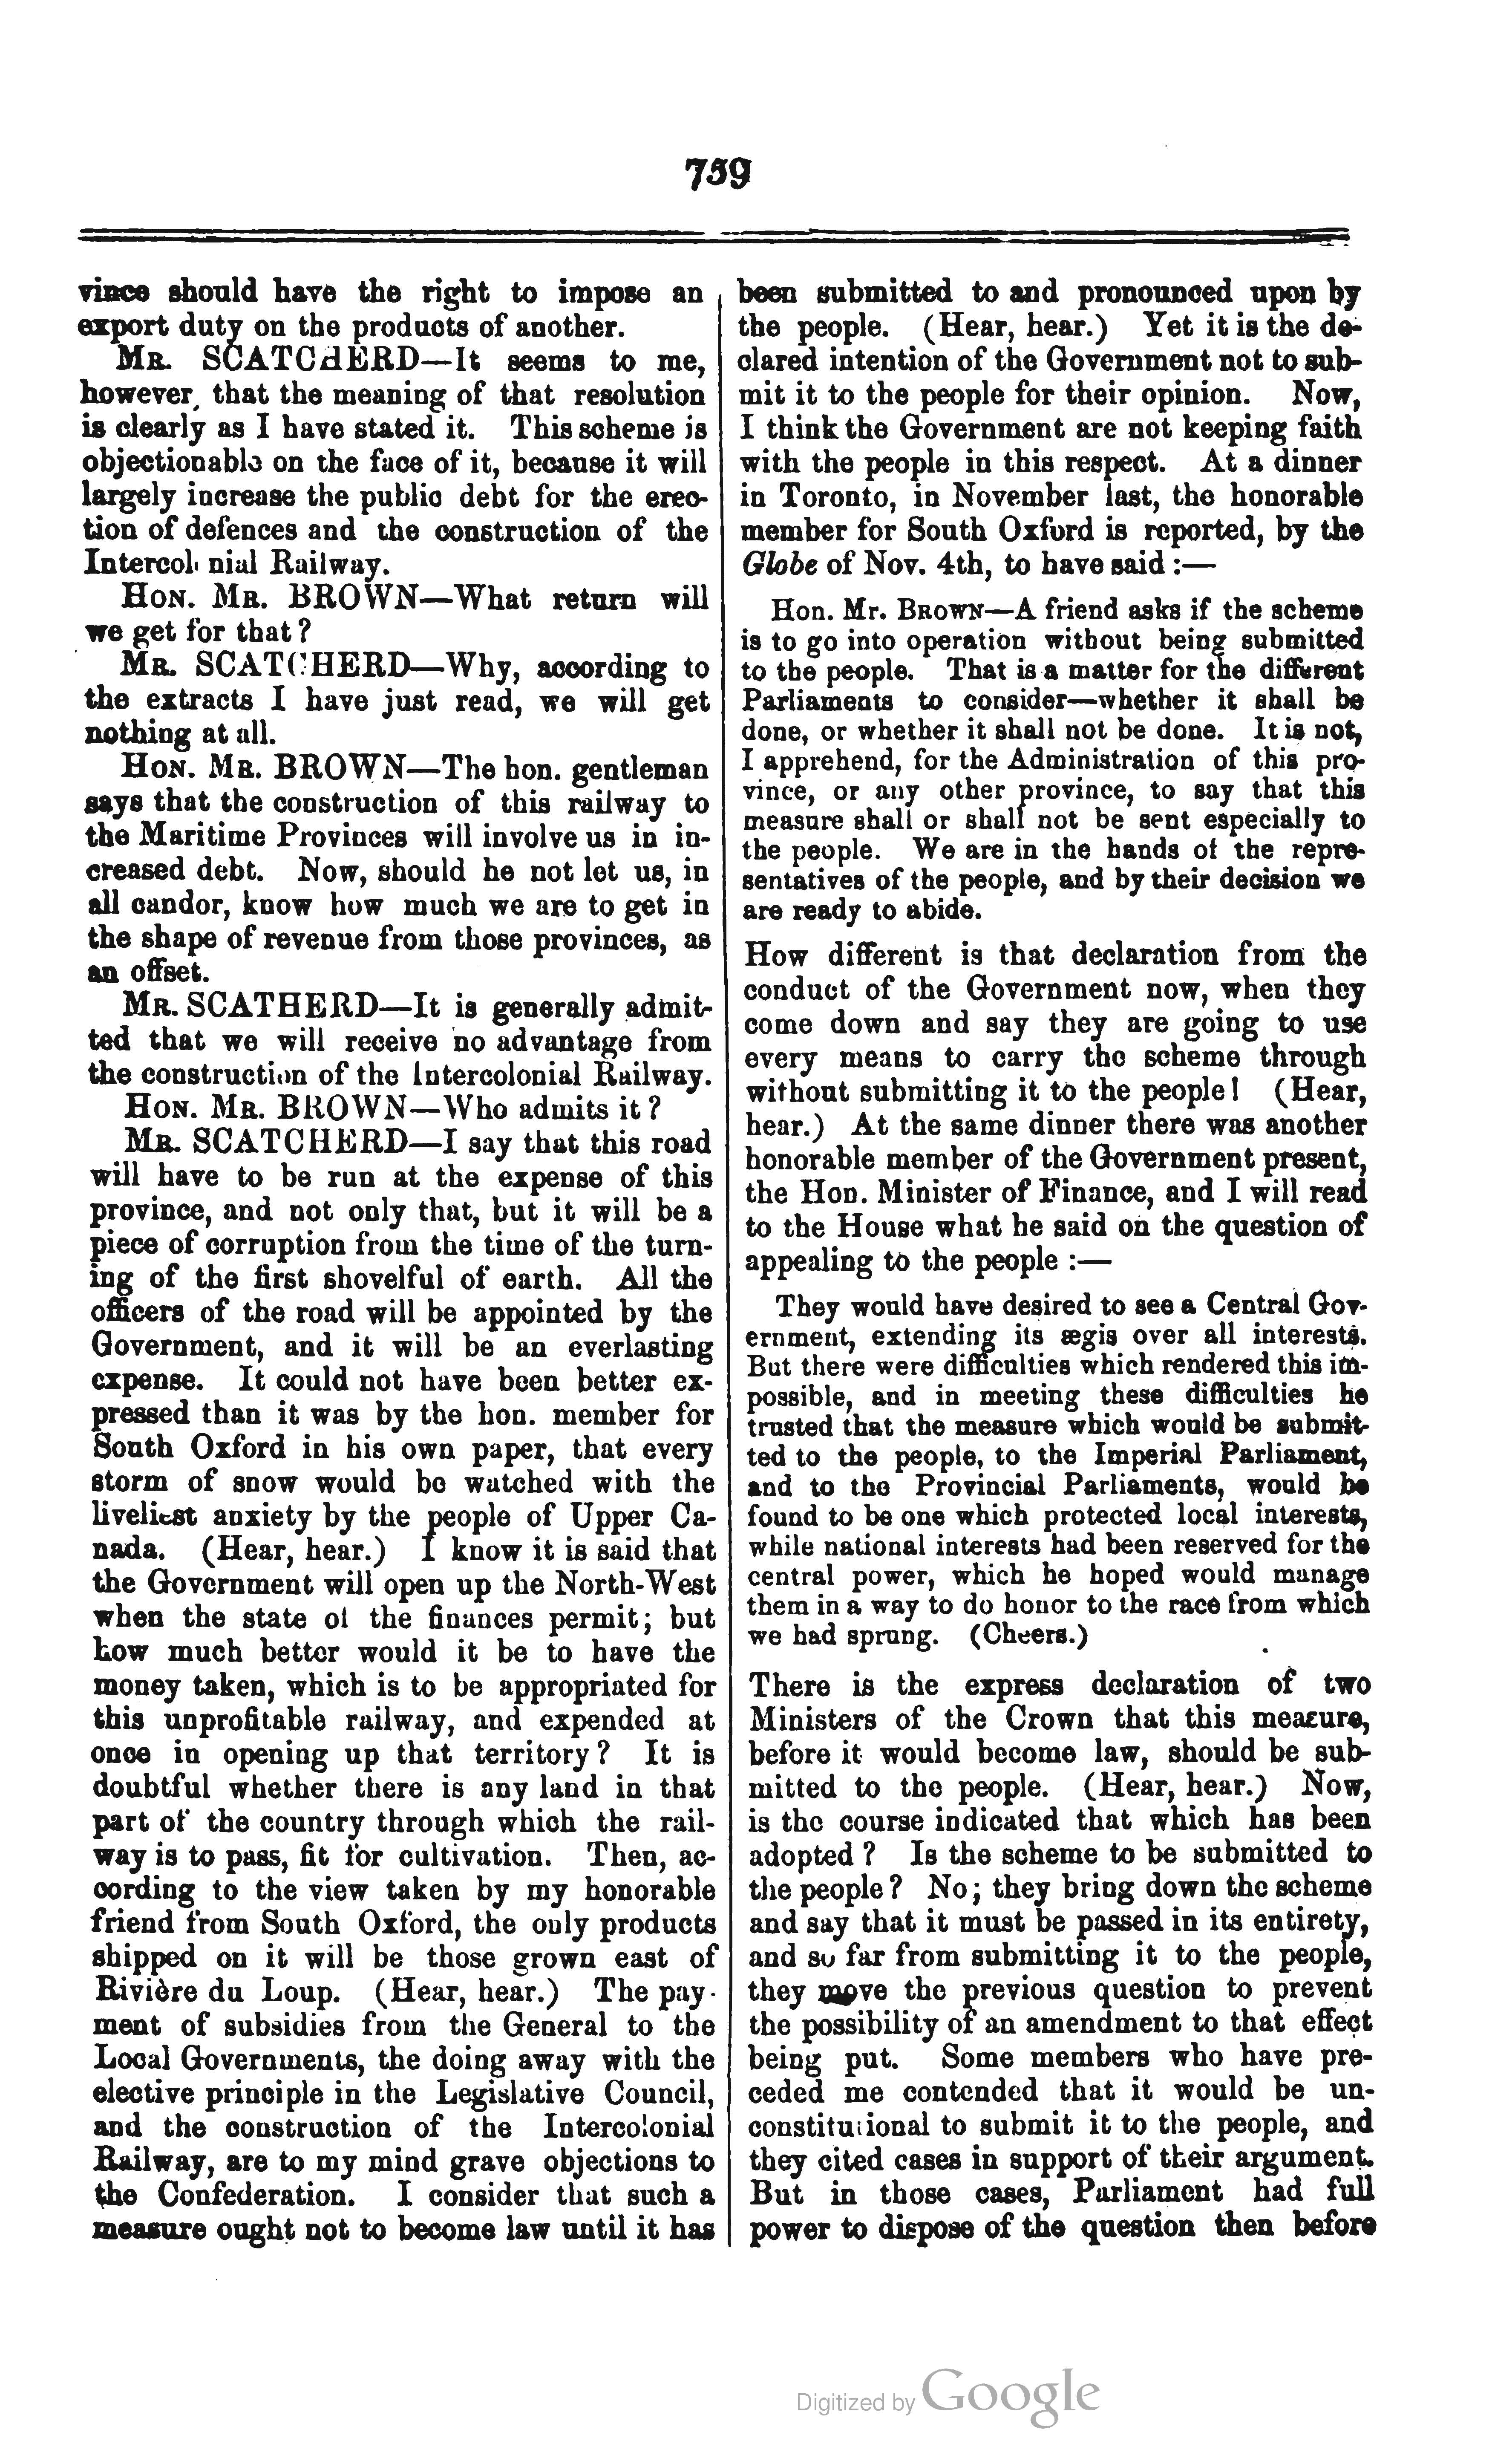 759
vince should have the right to impose an
export duty on the products of another.
MR. SCATCHERD—It seems to me,
however, that the meaning of that resolution
is clearly as I have stated it. This scheme is
objectionable on the face of it, because it will
largely increase the public debt for the erec-
tion of defences and the construction of the
Intercolonial Railway.
HON. MR. BROWN—What return will
we get for that?
MR. SCATCHERD—Why, according to
the extracts I have just read, we will get
nothing at all.
HON. MR. BROWN—The hon. gentleman
says that the construction of this railway to
the Maritime Provinces will involve us in in-
creased debt. Now, should he not let us, in
all candor, know how much we are to get in
the shape of revenue from those provinces, as
an offset.
MR. SCATHERD—It is generally admit-
ted that we will receive no advantage from
the construction of the Intercolonial Railway.
HON. MR. BROWN—Who admits it?
MR. SCATCHERD—I say that this road
will have to be run at the expense of this
province, and not only that, but it will be a
piece of corruption from the time of the turn-
ing of the first shovelful of earth. All the
officers of the road will be appointed by the
Government, and it will be an everlasting
expense. It could not have been better ex-
pressed than it was by the hon. member for
South Oxford in his own paper, that every
storm of snow would be watched with the
liveliest anxiety by the people of Upper Ca-
nada. (Hear, hear.) I know it is said that
the Government will open up the North-West
when the state of the finances permit; but
how much better would it be to have the
money taken, which is to be appropriated for
this unprofitable railway, and expended at
once in opening up that territory? It is
doubtful whether there is any land in that
part of the country through which the rail-
way is to pass, fit for cultivation. Then, ac-
cording to the view taken by my honorable
friend from South Oxford, the only products
shipped on it will be those grown east of
Rivière du Loup. (Hear, hear.) The pay-
ment of subsidies from the General to the
Local Governments, the doing away with the
elective principle in the Legislative Council,
and the construction of the Intercolonial
Railway, are to my mind grave objections to
the Confederation. I consider that such a
measure ought not to become law until it has
been submitted to and pronounced upon by
the people. (Hear, hear.) Yet it is the de-
clared intention of the Government not to sub-
mit it to the people for their opinion. Now,
I think the Government are not keeping faith
with the people in this respect. At a dinner
in Toronto, in November last, the honorable
member for South Oxford is reported, by the
Globe of Nov. 4th, to have said :—
Hon. Mr. BROWN—A friend asks if the scheme
is to go into operation without being submitted
to the people. That is a matter for the different
Parliaments to consider—whether it shall be
done, or whether it shall not be done. It is not,
I apprehend, for the Administration of this pro-
vince, or any other province, to say that this
measure shall or shall not be sent especially to
the people. We are in the hands of the repre-
sentatives of the people, and by their decision we
are ready to abide.
How different is that declaration from the
conduct of the Government now, when they
come down and say they are going to use
every means to carry the scheme through
without submitting it to the people! (Hear,
hear.) At the same dinner there was another
honorable member of the Government present,
the Hon. Minister of Finance, and I will read
to the House what he said on the question of
appealing to the people :—
They would have desired to see a Central Gov-
ernment, extending its ægis over all interests.
But there were difficulties which rendered this im-
possible, and in meeting these difficulties he
trusted that the measure which would be submit-
ted to the people, to the Imperial Parliament,
and to the Provincial Parliaments, would be
found to be one which protected local interests,
while national interests had been reserved for the
central power, which he hoped would manage
them in a way to do honor to the race from which
we had sprung. (Cheers.)
There is the express declaration of two
Ministers of the Crown that this measure,
before it would become law, should be sub-
mitted to the people. (Hear, hear.) Now,
is the course indicated that which has been
adopted? Is the scheme to be submitted to
the people? No; they bring down the scheme
and say that it must be passed in its entirety,
and so far from submitting it to the people,
they move the previous question to prevent
the possibility of an amendment to that effect
being put. Some members who have pre-
ceded me contended that it would be un-
constitutional to submit it to the people, and
they cited cases in support of their argument.
But in those cases, Parliament had full
power to dispose of the question then before
Digitized by Google